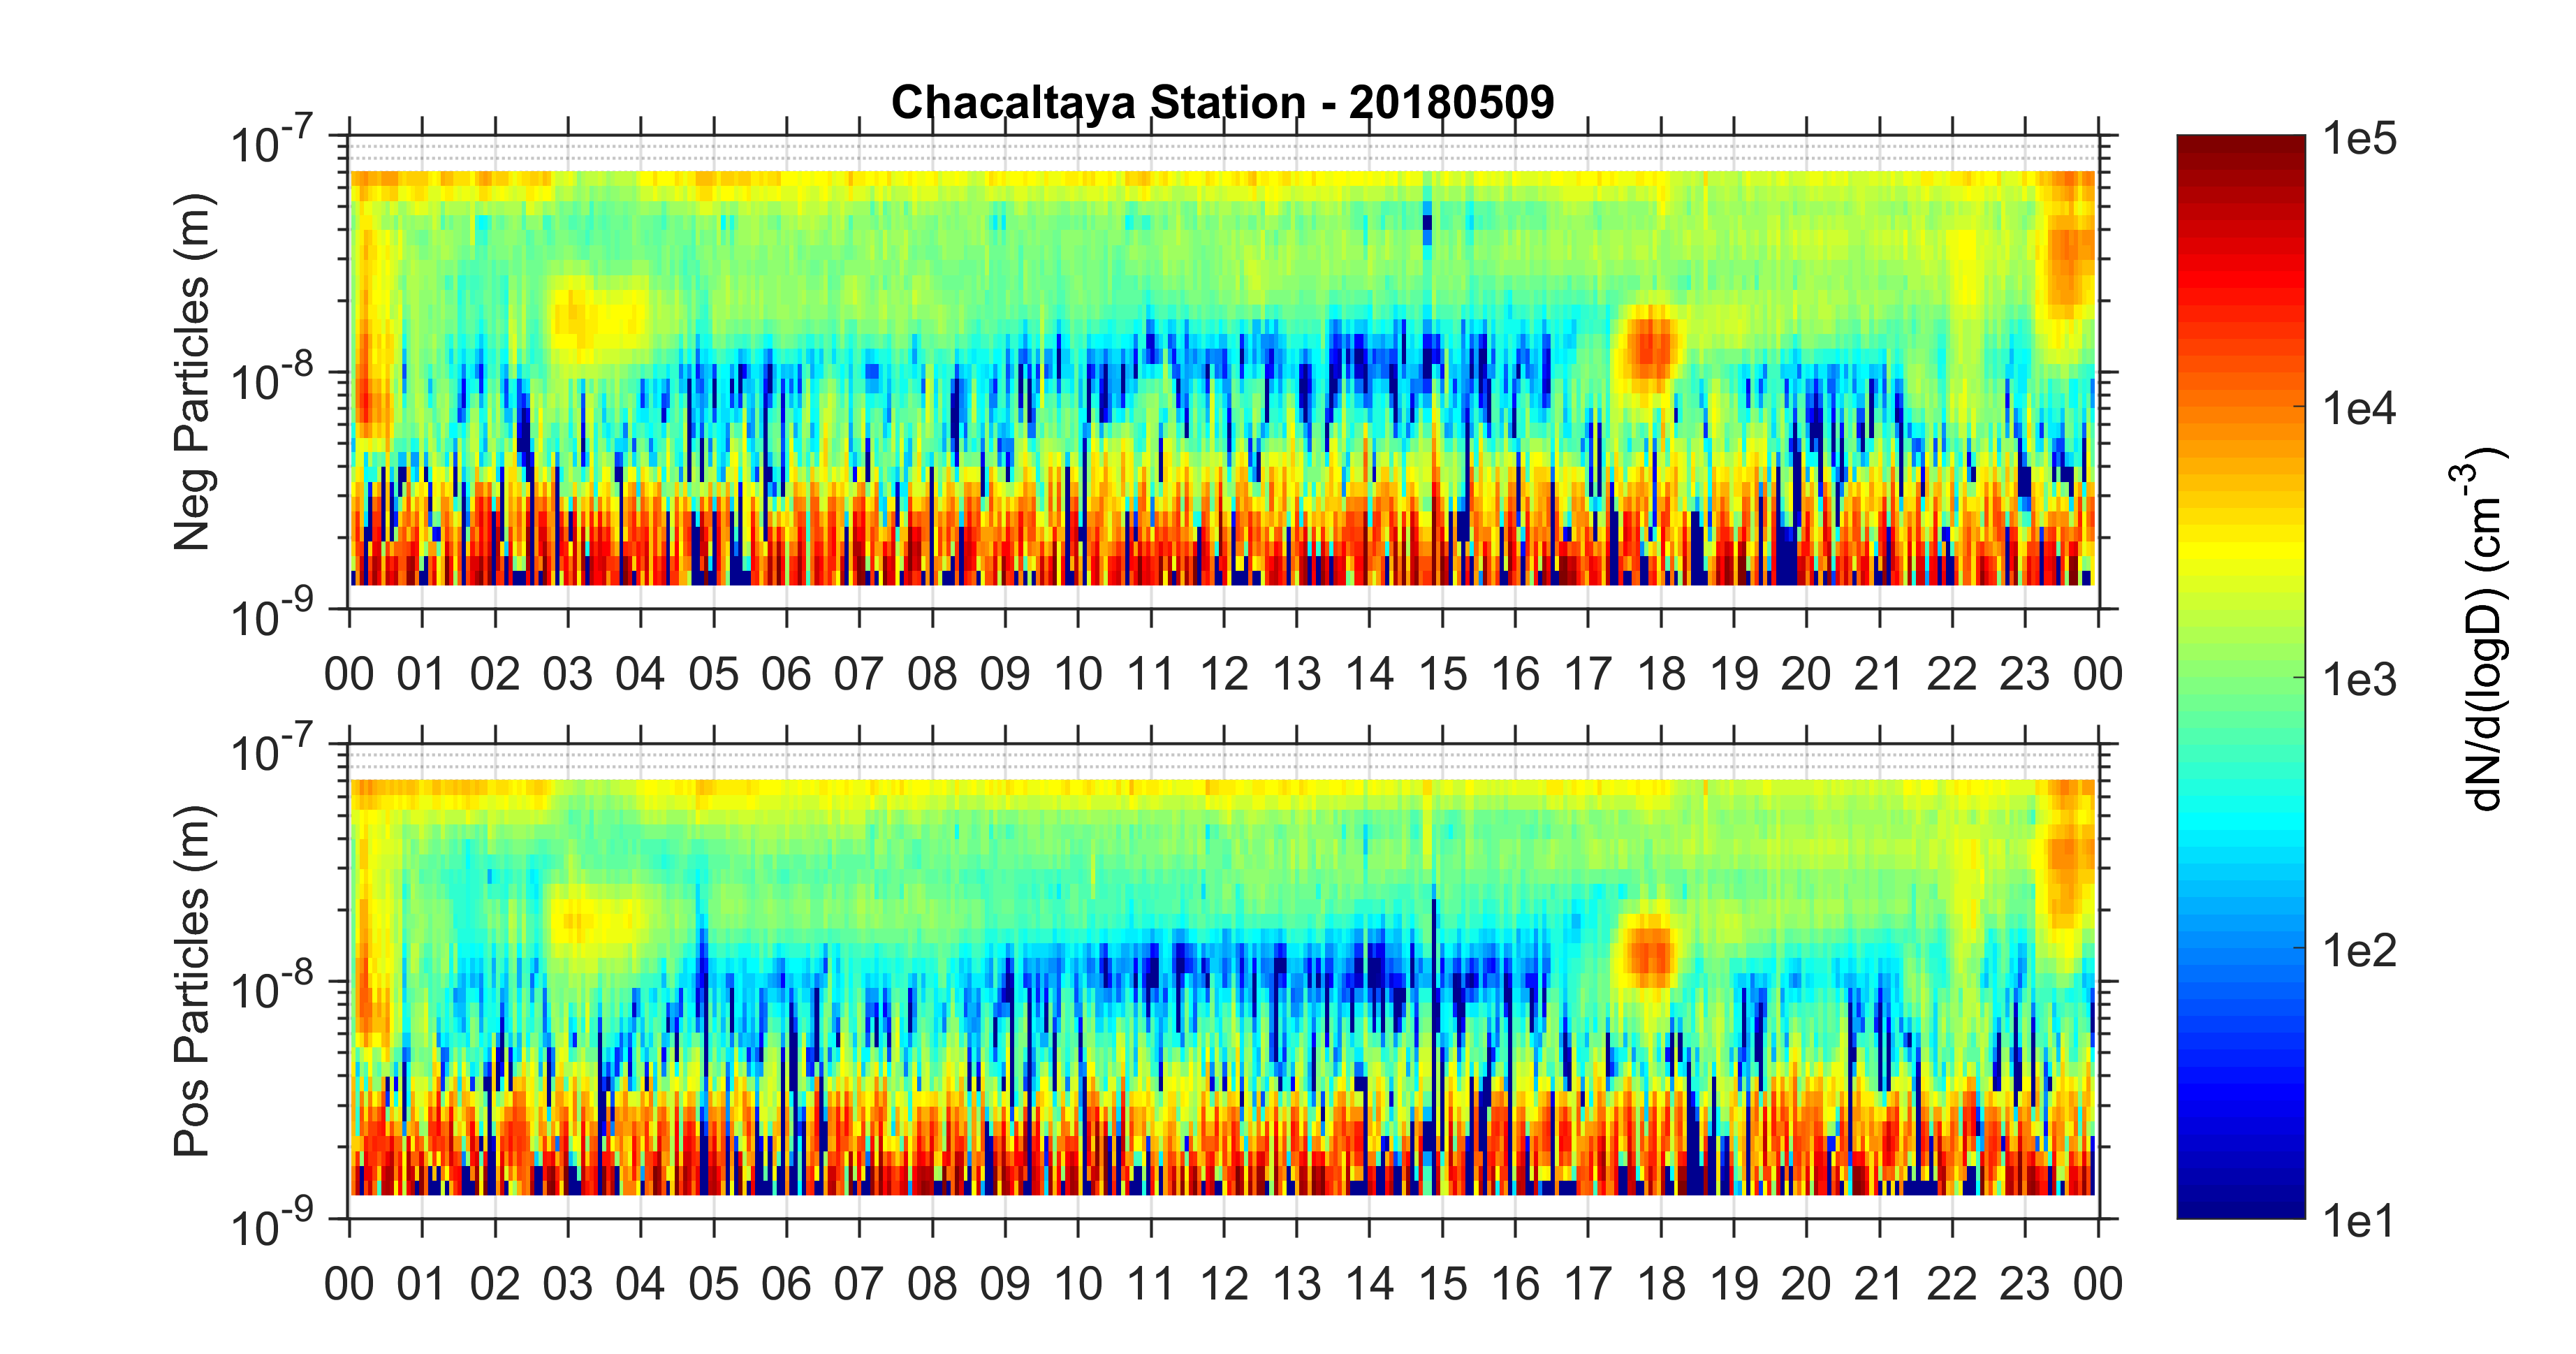 Chacaltaya Station - 20180509
10-7
10-8
10-9
Neg Particles (m)
00 01 02 03 04 05 06 07 08 09 10 11 12 13 14 15 16 17 18 19 20 21 22 23 00
10-7
10-8
10-9
Pos Particles (m)
00 01 02 03 04 05 06 07 08 09 10 11 12 13 14 15 16 17 18 19 20 21 22 23 00
1e5
1e4
1e3
1e2
1e1
dN/d(logD) (cm-3)